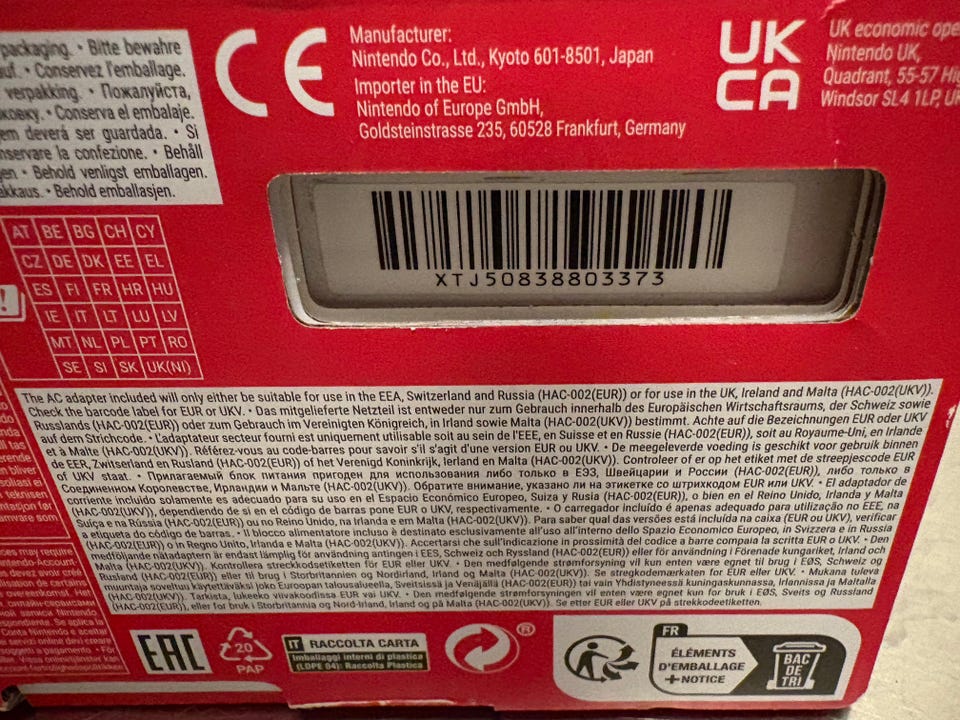 packaging. • Bitte bewahre
auf. • Conservez l'emballage.
verpakking. • Пожалуйста,
Conserva el embalaje.
em deverá ser guardada. • Si
conservare la confezione. • Behåll
• Behold venligst emballagen.
• Behold emballasjen.
CE
Manufacturer:
Nintendo Co., Ltd., Kyoto 601-8501, Japan
Importer in the EU:
Nintendo of Europe GmbH,
Goldsteinstrasse 235, 60528 Frankfurt, Germany
UK
CA
UK economic
Nintendo UK,
Quadrant, 55-57
Windsor SL4 1LP,
XTJ50838803373
AT BE BG CH CY
CZ DE DK EE EL
ES FI FR HR HU
IE IT LT LU LV
MT NL PL PT RO
SE SI SK UK(NI)
The AC adapter included will only either be suitable for use in the EEA, Switzerland and Russia (HAC-002(EUR)) or for use in the UK, Ireland and Malta (HAC-002(UKV)).
Check the barcode label for EUR or UKV. • Das mitgelieferte Netzteil ist entweder nur zum Gebrauch innerhalb des Europäischen Wirtschaftsraums, der Schweiz sowie
Russlands (HAC-002(EUR)) oder zum Gebrauch im Vereinigten Königreich, in Irland sowie Malta (HAC-002(UKV)) bestimmt. Achte auf die Bezeichnungen EUR oder UKV
auf dem Strichcode. • L'adaptateur secteur fourni est uniquement utilisable soit au sein de l'EEE, en Suisse et en Russie (HAC-002(EUR)), soit au Royaume-Uni, en Irlande
et à Malte (HAC-002(UKV)). Référez-vous au code-barres pour savoir s'il s'agit d'une version EUR ou UKV. • De meegeleverde voeding is geschikt voor gebruik binnen
de EER, Zwitserland en Rusland (HAC-002(EUR)) of het Verenigd Koninkrijk, Ierland en Malta (HAC-002(UKV)). Controleer of er op het etiket met de streepjescode EUR
of UKV staat. • Прилагаемый блок питания пригоден для использования либо только в ЕЭЗ, Швейцарии и России (HAC-002(EUR)), либо только в
Соединенном Королевстве, Ирландии и Мальте (HAC-002(UKV)). Обратите внимание, указано ли на этикетке со штрихкодом EUR или UKV. • El adaptador de
corriente incluido solamente es adecuado para su uso en el Espacio Económico Europeo, Suiza y Rusia (HAC-002(EUR)), o bien en el Reino Unido, Irlanda y Malta
(HAC-002(UKV)), dependiendo de si en el código de barras pone EUR o UKV, respectivamente. • O carregador incluído é apenas adequado para utilização no EEE, na
Suíça e na Rússia (HAC-002(EUR)) ou no Reino Unido, na Irlanda e em Malta (HAC-002(UKV)). Para saber qual das versões está incluída na caixa (EUR ou UKV), verificar
a etiqueta do código de barras. • Il blocco alimentatore incluso è destinato esclusivamente all'uso all'interno dello Spazio Economico Europeo, in Svizzera e in Russia
(HAC-002(EUR)) o in Regno Unito, Irlanda e Malta (HAC-002(UKV)). Accertarsi che sull'indicazione in prossimità del codice a barre compaia la scritta EUR o UKV. • Den
medföljande nätadaptern är endast lämplig för användning antingen i EES, Schweiz och Ryssland (HAC-002(EUR)) eller för användning i Förenade kungariket, Irland och
Malta (HAC-002(UKV)). Kontrollera streckkodsetiketten för EUR eller UKV. • Den medfølgende strømforsyning vil kun enten være egnet til brug i EØS, Schweiz og
Rusland (HAC-002(EUR)) eller til brug i Storbritannien og Nordirland, Irland og Malta (HAC-002(UKV)). Se stregkodemærkaten for EUR eller UKV. • Mukana tuleva
muuntaja soveltuu käytettäväksi joko Euroopan talousalueella, Sveitsissä ja Venäjällä (HAC-002(EUR)) tai vain Yhdistyneessä kuningaskunnassa, Irlannissa ja Maltalla
(HAC-002(UKV)). Tarkista, lukeeko viivakoodissa EUR vai UKV. • Den medfølgende strømforsyningen vil enten være egnet kun for bruk i EØS, Sveits og Russland
(HAC-002(EUR)), eller for bruk i Storbritannia og Nord-Irland, Irland og på Malta (HAC-002(UKV)). Se etter EUR eller UKV på strekkodeetiketten.
EAC
20
PAP
IT RACCOLTA CARTA
Imballaggi interni di plastica
(LDPE 04): Raccolta Plastica
®
FR
ÉLÉMENTS
D'EMBALLAGE
+NOTICE
BAC
DE
TRI